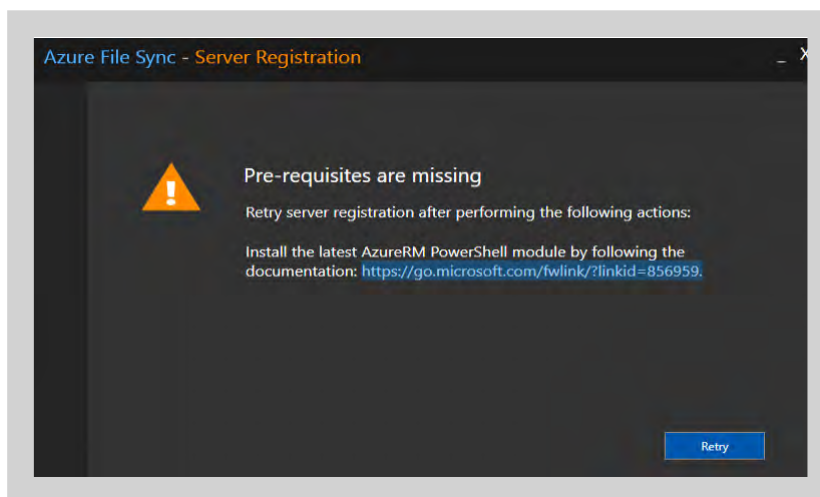 Azure File Sync - Server Registration
Pre-requisites are missing
Retry server registration after performing the following actions:
Install the latest AzureRM PowerShell module by following the
documentation: https://go.microsoft.com/fwlink/?linkid=856959.
Retry